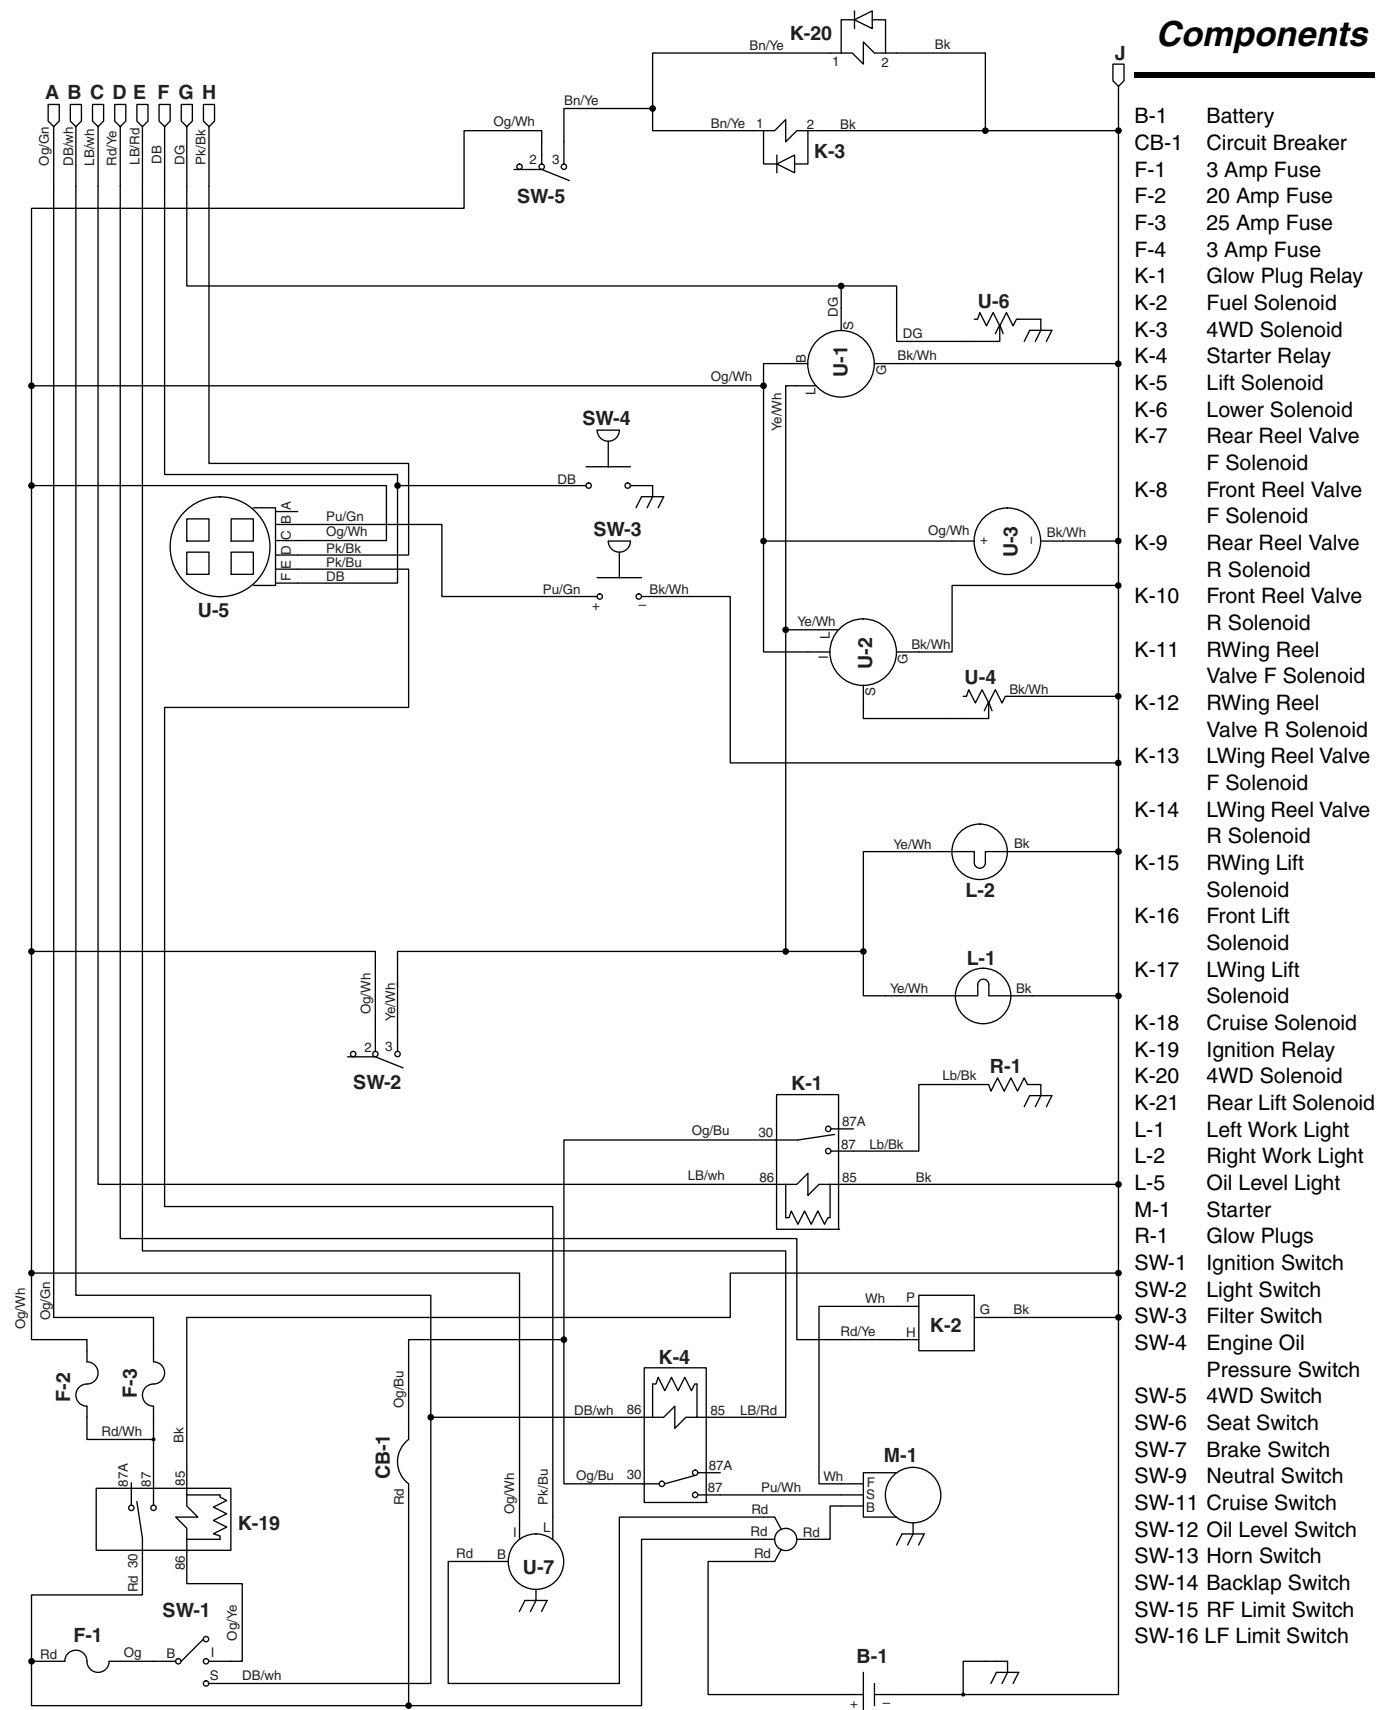 Components
K-20
Bn/Ye
1
2
Bk
J
A B C D E F G H
Og/Gn
DB/wh
LB/wh
Rd/Ye
LB/Rd
DB
DG
Pk/Bk
Bn/Ye
Og/Wh
2
3
SW-5
Bn/Ye
1
2
Bk
K-3
U-6
DG
S
DG
U-1
B
L
G
Bk/Wh
Og/Wh
Ye/Wh
SW-4
DB
A
B
C
D
E
F
Pu/Gn
Og/Wh
Pk/Bk
Pk/Bu
DB
U-5
SW-3
Pu/Gn
+
–
Bk/Wh
Og/Wh
+
U-3
–
Bk/Wh
Ye/Wh
L
I
U-2
G
S
Bk/Wh
U-4
Bk/Wh
Ye/Wh
Bk
L-2
L-1
Ye/Wh
Bk
Og/Wh
Ye/Wh
2
3
SW-2
K-1
Lb/Bk
R-1
Og/Bu
30
87A
87
Lb/Bk
LB/wh
86
85
Bk
Og/Wh
Og/Gn
Wh
P
K-2
G
Bk
Rd/Ye
H
F-2
F-3
Rd/Wh
Bk
Og/Bu
CB-1
Rd
K-4
DB/wh
86
85
LB/Rd
Og/Bu
30
87A
87
Pu/Wh
Wh
M-1
F
S
B
87A
87
85
K-19
Rd
30
86
Og/Wh
Pk/Bu
Rd
B
I
L
U-7
Rd
Rd
Rd
Rd
SW-1
Og/Ye
F-1
Rd
Og
B
I
S
DB/wh
B-1
+
–
B-1 Battery
CB-1 Circuit Breaker
F-1 3 Amp Fuse
F-2 20 Amp Fuse
F-3 25 Amp Fuse
F-4 3 Amp Fuse
K-1 Glow Plug Relay
K-2 Fuel Solenoid
K-3 4WD Solenoid
K-4 Starter Relay
K-5 Lift Solenoid
K-6 Lower Solenoid
K-7 Rear Reel Valve
F Solenoid
K-8 Front Reel Valve
F Solenoid
K-9 Rear Reel Valve
R Solenoid
K-10 Front Reel Valve
R Solenoid
K-11 RWing Reel
Valve F Solenoid
K-12 RWing Reel
Valve R Solenoid
K-13 LWing Reel Valve
F Solenoid
K-14 LWing Reel Valve
R Solenoid
K-15 RWing Lift
Solenoid
K-16 Front Lift
Solenoid
K-17 LWing Lift
Solenoid
K-18 Cruise Solenoid
K-19 Ignition Relay
K-20 4WD Solenoid
K-21 Rear Lift Solenoid
L-1 Left Work Light
L-2 Right Work Light
L-5 Oil Level Light
M-1 Starter
R-1 Glow Plugs
SW-1 Ignition Switch
SW-2 Light Switch
SW-3 Filter Switch
SW-4 Engine Oil
Pressure Switch
SW-5 4WD Switch
SW-6 Seat Switch
SW-7 Brake Switch
SW-9 Neutral Switch
SW-11 Cruise Switch
SW-12 Oil Level Switch
SW-13 Horn Switch
SW-14 Backlap Switch
SW-15 RF Limit Switch
SW-16 LF Limit Switch